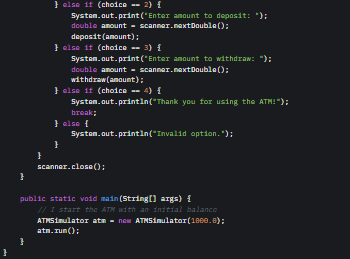 } else if (choice == 2) {
System.out.print("Enter amount to deposit: ");
double amount = scanner.nextDouble();
deposit(amount);
} else if (choice == 3) {
System.out.print("Enter amount to withdraw: ");
double amount = scanner.nextDouble();
withdraw(amount);
} else if (choice == 4) {
System.out.println("Thank you for using the ATM!");
break;
} else {
System.out.println("Invalid option.");
}
}
scanner.close();
}
public static void main(String[] args) {
// I start the ATM with an initial balance
ATMSimulator atm = new ATMSimulator(1000.0);
atm.run();
}
}